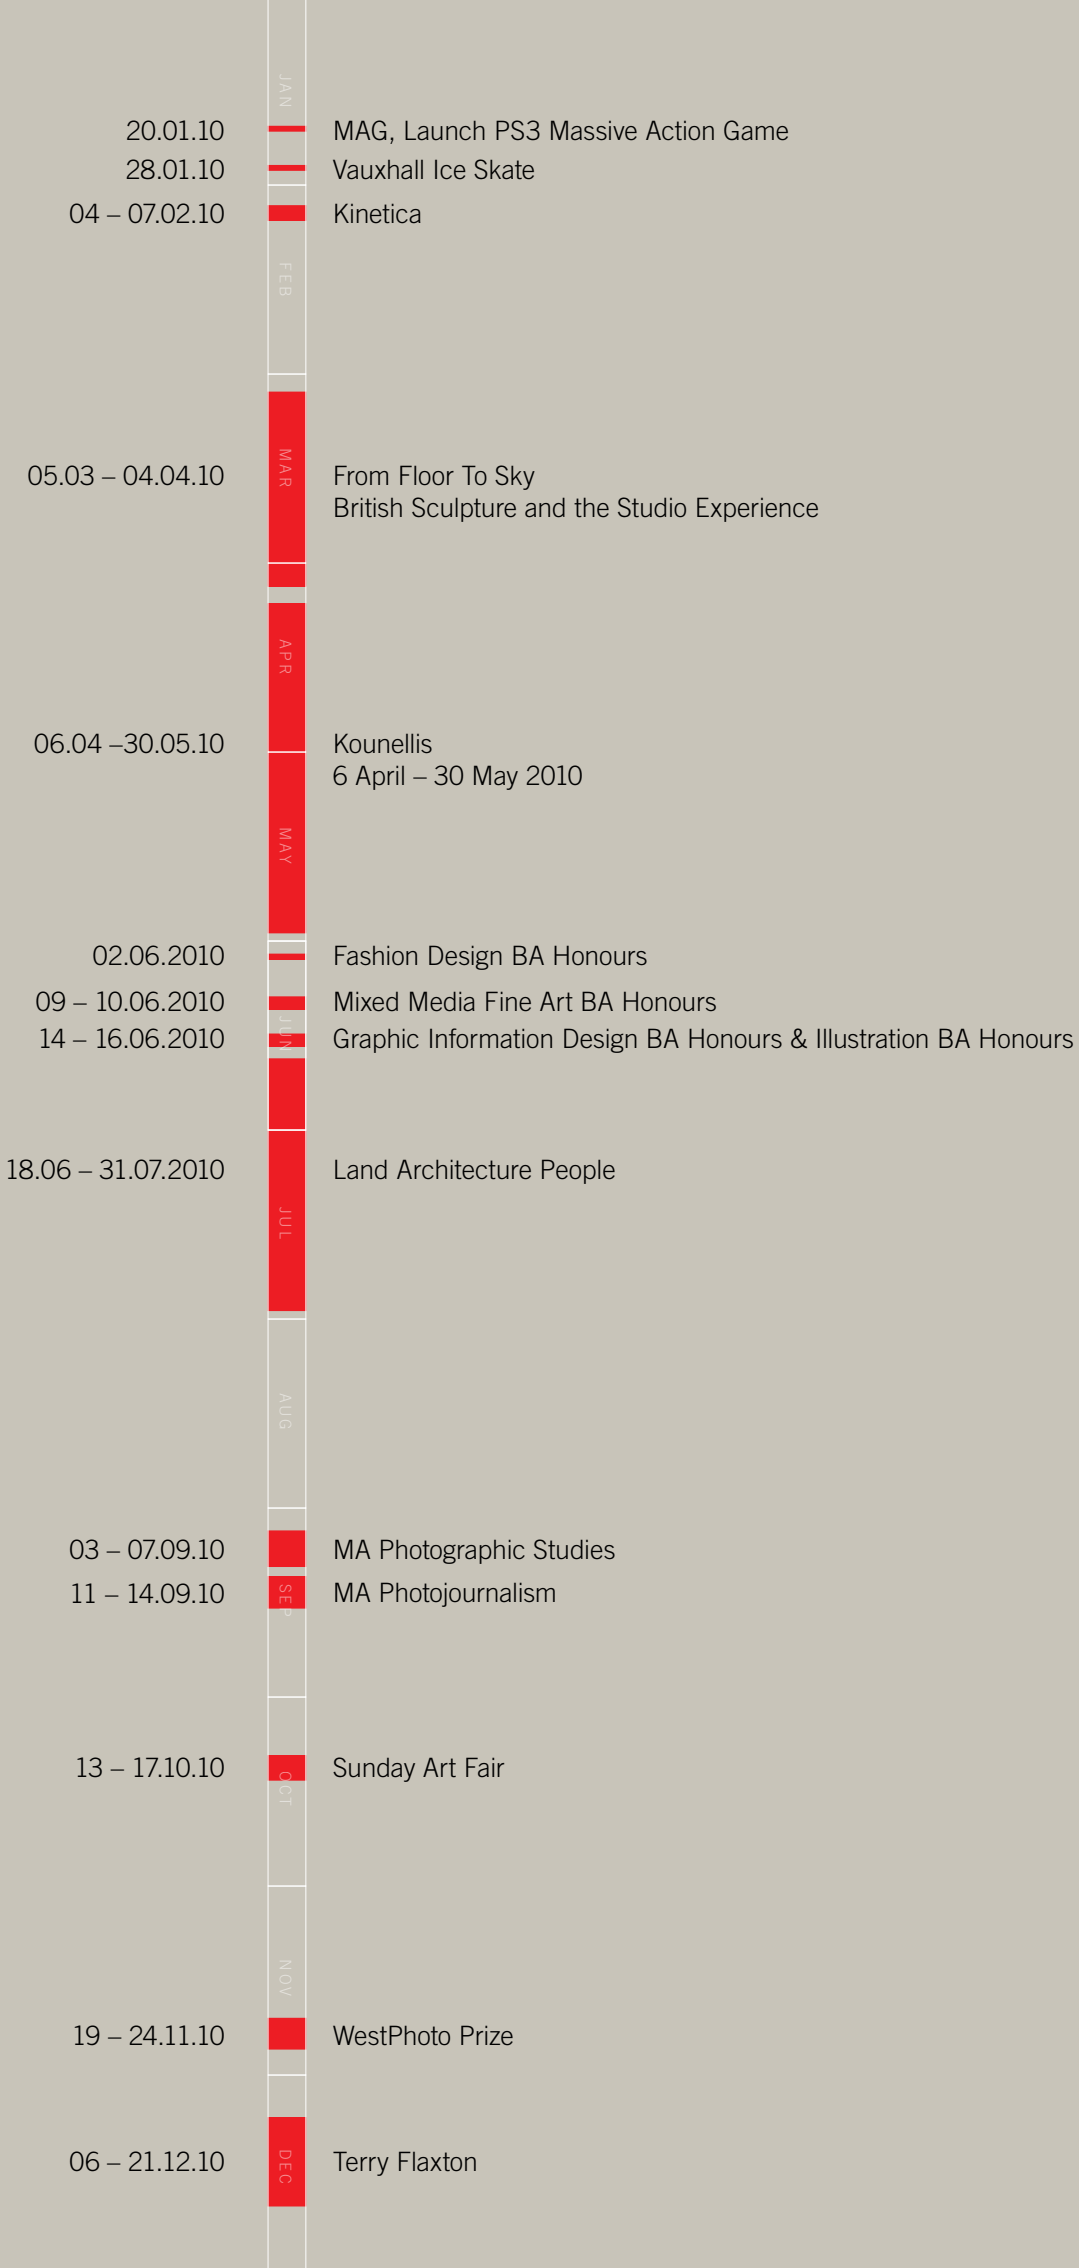 JAN
20.01.10 MAG, Launch PS3 Massive Action Game
28.01.10 Vauxhall Ice Skate
04 – 07.02.10 Kinetica
FEB
MAR
05.03 – 04.04.10 From Floor To Sky
British Sculpture and the Studio Experience
APR
06.04 –30.05.10 Kounellis
6 April – 30 May 2010
MAY
02.06.2010 Fashion Design BA Honours
09 – 10.06.2010 Mixed Media Fine Art BA Honours
JUN
14 – 16.06.2010 Graphic Information Design BA Honours & Illustration BA Honours
18.06 – 31.07.2010 Land Architecture People
JUL
AUG
03 – 07.09.10 MA Photographic Studies
11 – 14.09.10 MA Photojournalism
SEP
13 – 17.10.10 Sunday Art Fair
OCT
NOV
19 – 24.11.10 WestPhoto Prize
06 – 21.12.10 Terry Flaxton
DEC